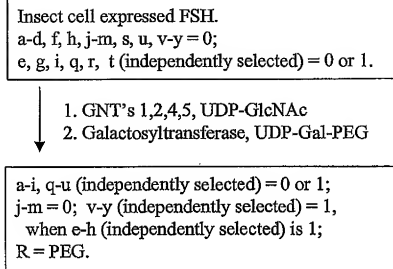 Insect cell expressed FSH.
a-d, f, h, j-m, s, u, v-y = 0;
e, g, i, q, r, t (independently selected) = 0 or 1.
1. GNT's 1,2,4,5, UDP-GlcNAc
2. Galactosyltransferase, UDP-Gal-PEG
a-i, q-u (independently selected) = 0 or 1;
j-m = 0; v-y (independently selected) = 1,
when e-h (independently selected) is 1;
R = PEG.